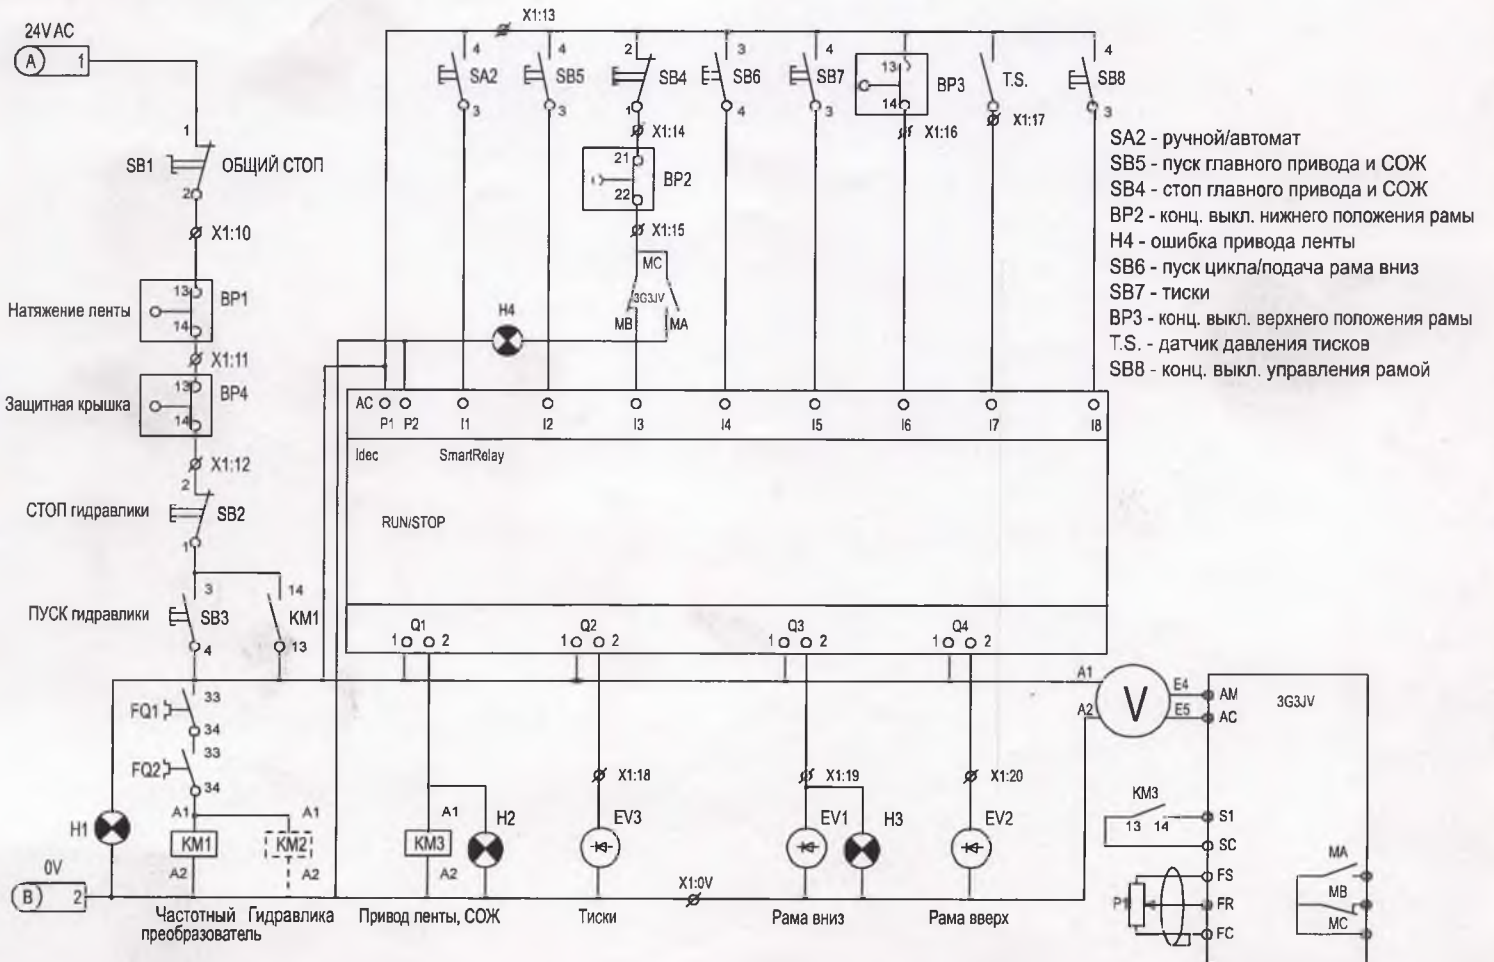 24V AC
A 1
1
SB1 ОБЩИЙ СТОП
2
X1:10
13
BP1
Натяжение ленты
14
X1:11
13
BP4
Защитная крышка
14
X1:12
2
СТОП гидравлики SB2
1
3 14
ПУСК гидравлики SB3 KM1
4 13
33
FQ1
34
33
FQ2
34
A1 A1
H1 KM1 KM2
A2 A2
0V
B 2
Частотный преобразователь
Гидравлика
X1:13
4 4 2 3 4 13 4
SA2 SB5 SB4 SB6 SB7 BP3 T.S. SB8
3 3 1 4 3 14 3
X1:14 X1:16 X1:17
21
BP2
22
X1:15
MC
3G3JV
MB MA
H4
AC P1 P2 I1 I2 I3 I4 I5 I6 I7 I8
Idec SmartRelay
RUN/STOP
Q1 Q2 Q3 Q4
1 2 1 2 1 2 1 2
X1:18 X1:19 X1:20
A1
KM3 H2 EV3 EV1 H3 EV2
A2
X1:0V
Привод ленты, СОЖ Тиски Рама вниз Рама вверх
SA2 - ручной/автомат
SB5 - пуск главного привода и СОЖ
SB4 - стоп главного привода и СОЖ
BP2 - конц. выкл. нижнего положения рамы
H4 - ошибка привода ленты
SB6 - пуск цикла/подача рама вниз
SB7 - тиски
BP3 - конц. выкл. верхнего положения рамы
T.S. - датчик давления тисков
SB8 - конц. выкл. управления рамой
A1 E4 AM
V 3G3JV
A2 E5 AC
KM3
13 14 S1
SC
FS MA
P1 FR MB
FC MC